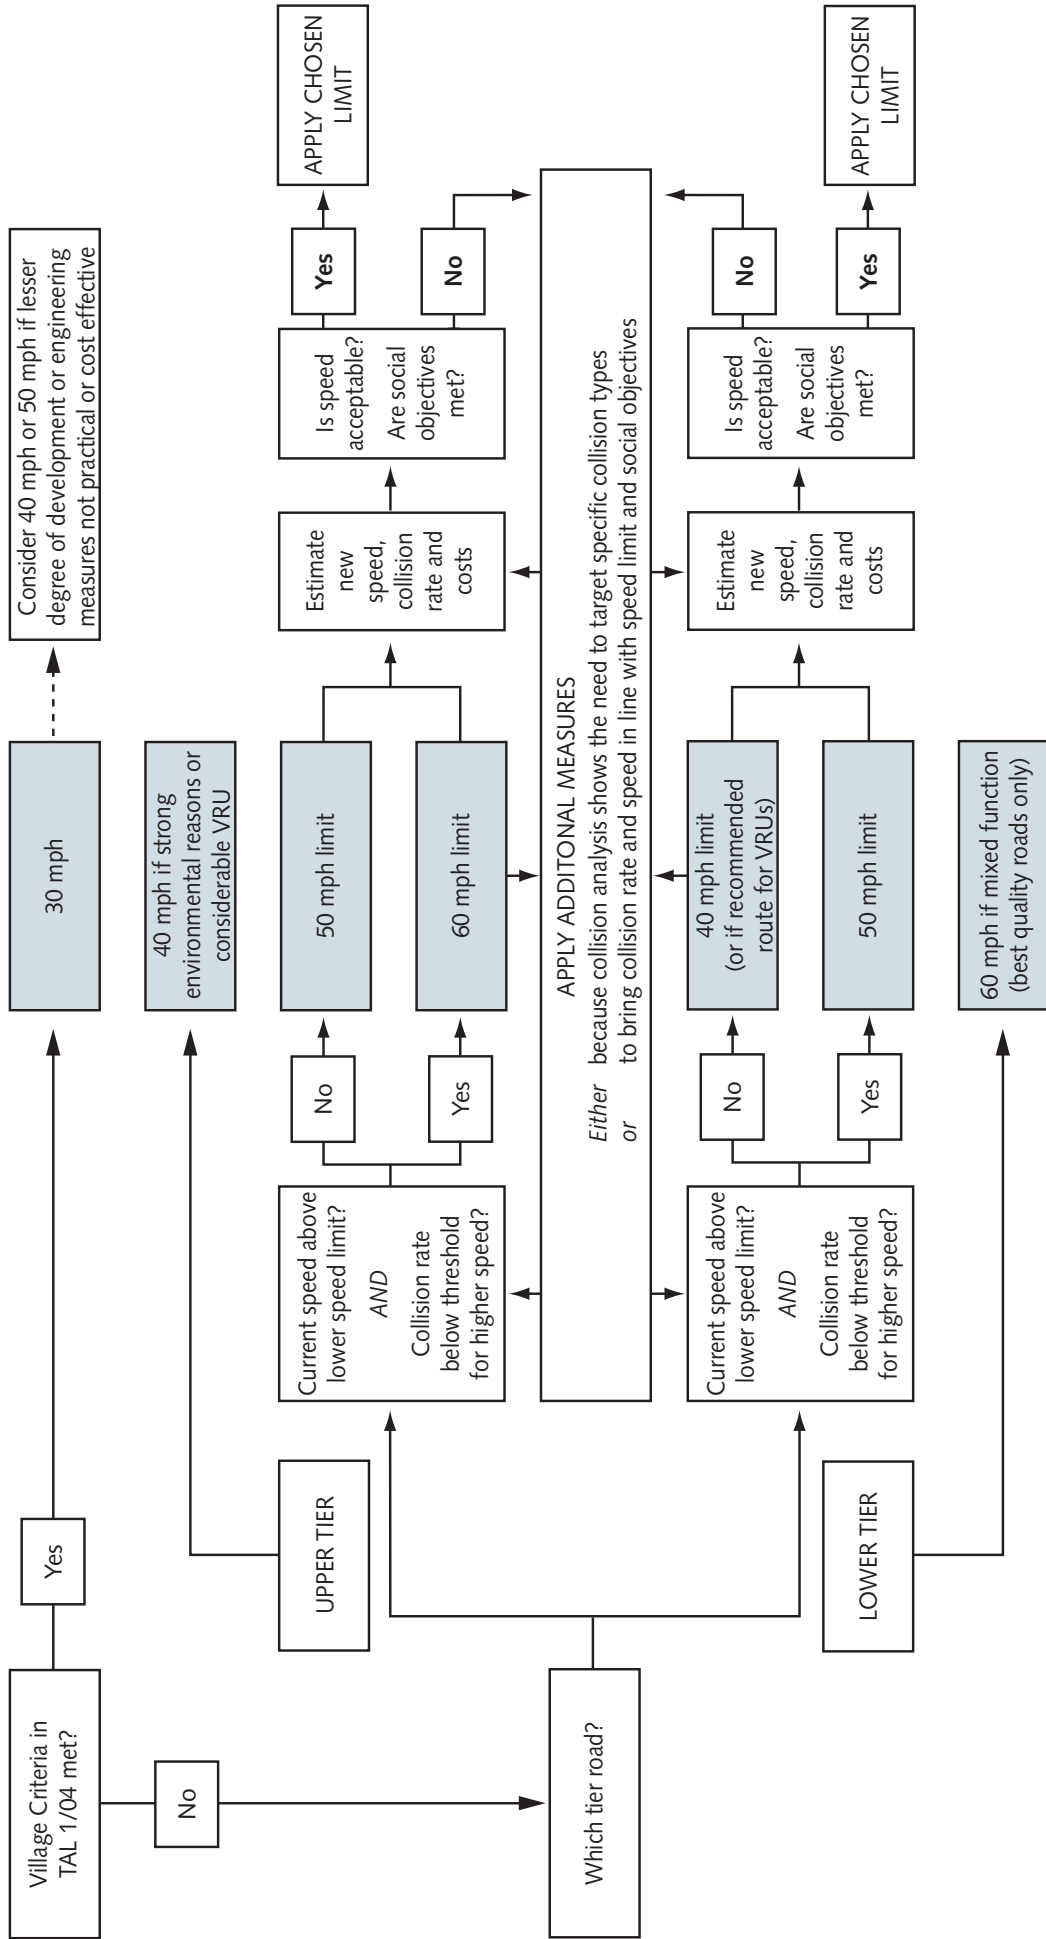 Village Criteria in
TAL 1/04 met?
Yes
30 mph
Consider 40 mph or 50 mph if lesser
degree of development or engineering
measures not practical or cost effective
No
40 mph if strong
environmental reasons or
considerable VRU
UPPER TIER
Current speed above
lower speed limit?
AND
Collision rate
below threshold
for higher speed?
No
50 mph limit
Yes
60 mph limit
Estimate
new
speed,
collision
rate and
costs
Is speed
acceptable?
Are social
objectives
met?
Yes
APPLY CHOSEN
LIMIT
No
Which tier road?
APPLY ADDITONAL MEASURES
Either because collision analysis shows the need to target specific collision types
or to bring collision rate and speed in line with speed limit and social objectives
LOWER TIER
Current speed above
lower speed limit?
AND
Collision rate
below threshold
for higher speed?
No
40 mph limit
(or if recommended
route for VRUs)
Yes
50 mph limit
Estimate
new
speed,
collision
rate and
costs
Is speed
acceptable?
Are social
objectives
met?
No
Yes
APPLY CHOSEN
LIMIT
60 mph if mixed function
(best quality roads only)